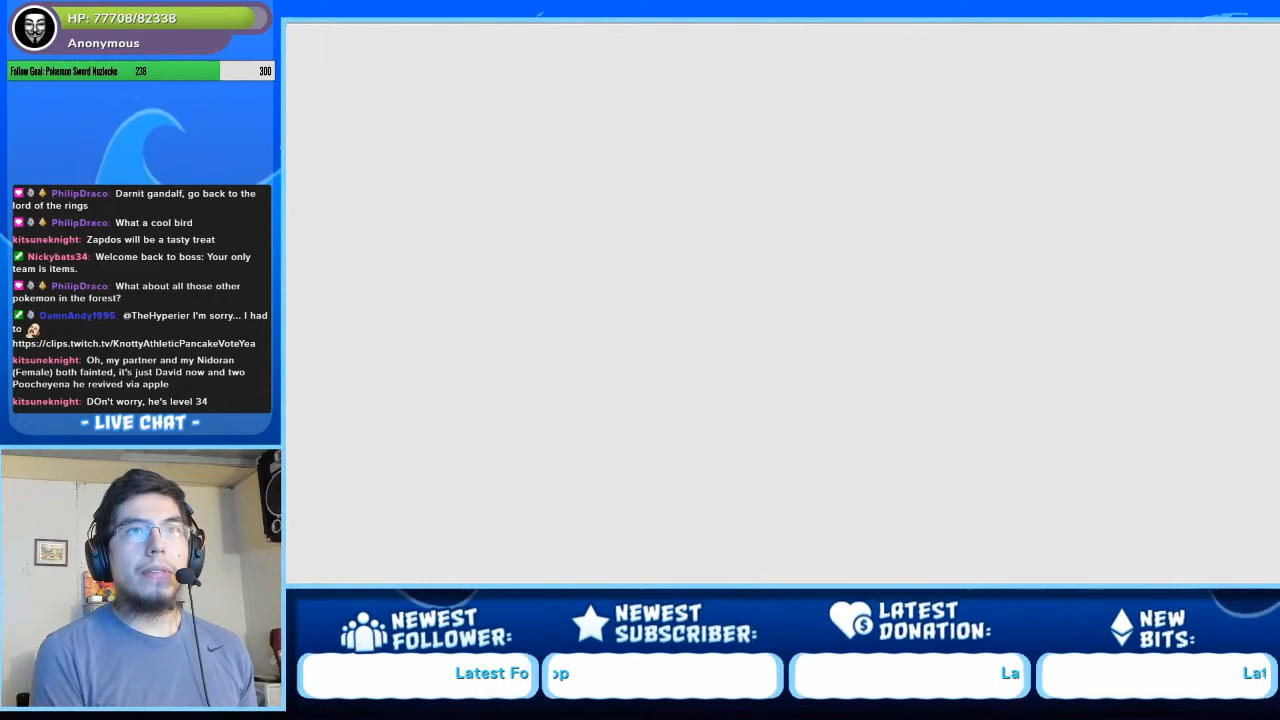 HP: 77708/82338
Anonymous
Follow Goal: Pokemon Sword Nuzlocke 238 300
PhilipDraco: Darnit gandalf, go back to the
lord of the rings
PhilipDraco: What a cool bird
kitsuneknight: Zapdos will be a tasty treat
Nickybats34: Welcome back to boss: Your only
team is items.
PhilipDraco: What about all those other
pokemon in the forest?
DamnAndy1995: @TheHyperier I'm sorry... I had
to
https://clips.twitch.tv/KnottyAthleticPancakeVoteYea
kitsuneknight: Oh, my partner and my Nidoran
(Female) both fainted, it's just David now and two
Poocheyena he revived via apple
kitsuneknight: DOn't worry, he's level 34
- LIVE CHAT -
NEWEST
FOLLOWER:
Latest Fo
NEWEST
SUBSCRIBER:
op
LATEST
DONATION:
La
NEW
BITS:
Lat